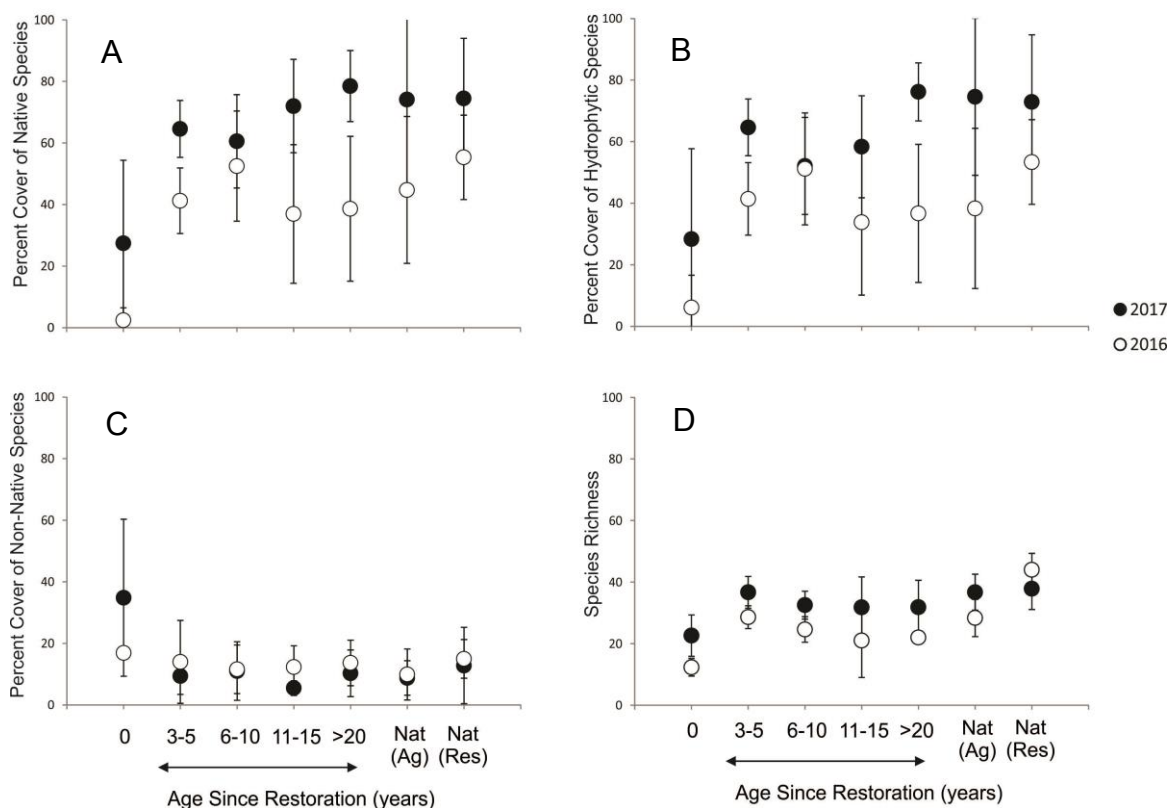 A
Percent Cover of Native Species
100
80
60
40
20
0
B
Percent Cover of Hydrophytic Species
100
80
60
40
20
0
2017
2016
C
Percent Cover of Non-Native Species
100
80
60
40
20
0
0 3-5 6-10 11-15 >20 Nat (Ag) Nat (Res)
Age Since Restoration (years)
D
Species Richness
100
80
60
40
20
0
0 3-5 6-10 11-15 >20 Nat (Ag) Nat (Res)
Age Since Restoration (years)